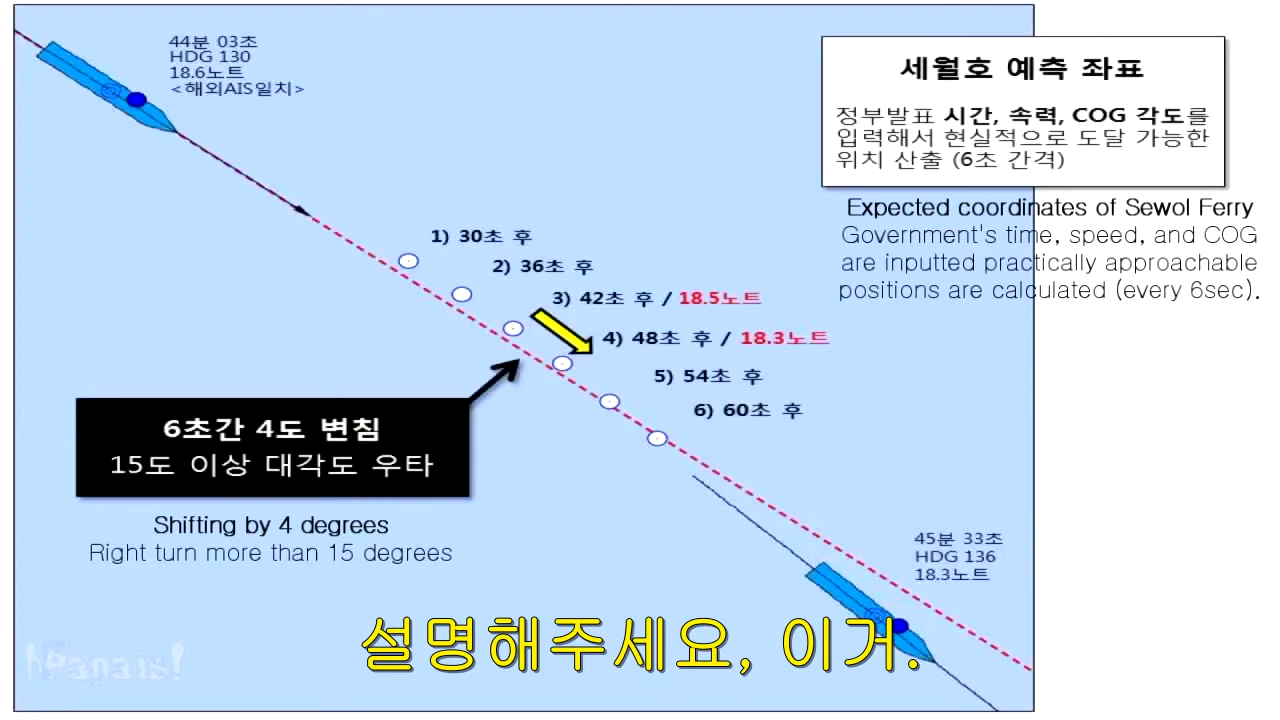 44분 03초
HDG 130
18.6노트
<해외AIS일치>
세월호 예측 좌표
정부발표 시간, 속력, COG 각도를
입력해서 현실적으로 도달 가능한
위치 산출 (6초 간격)
Expected coordinates of Sewol Ferry
Government's time, speed, and COG
are inputted practically approachable
positions are calculated (every 6sec).
1) 30초 후
2) 36초 후
3) 42초 후 / 18.5노트
4) 48초 후 / 18.3노트
5) 54초 후
6) 60초 후
6초간 4도 변침
15도 이상 대각도 우타
Shifting by 4 degrees
Right turn more than 15 degrees
45분 33초
HDG 136
18.3노트
설명해주세요, 이거.
Papa is!